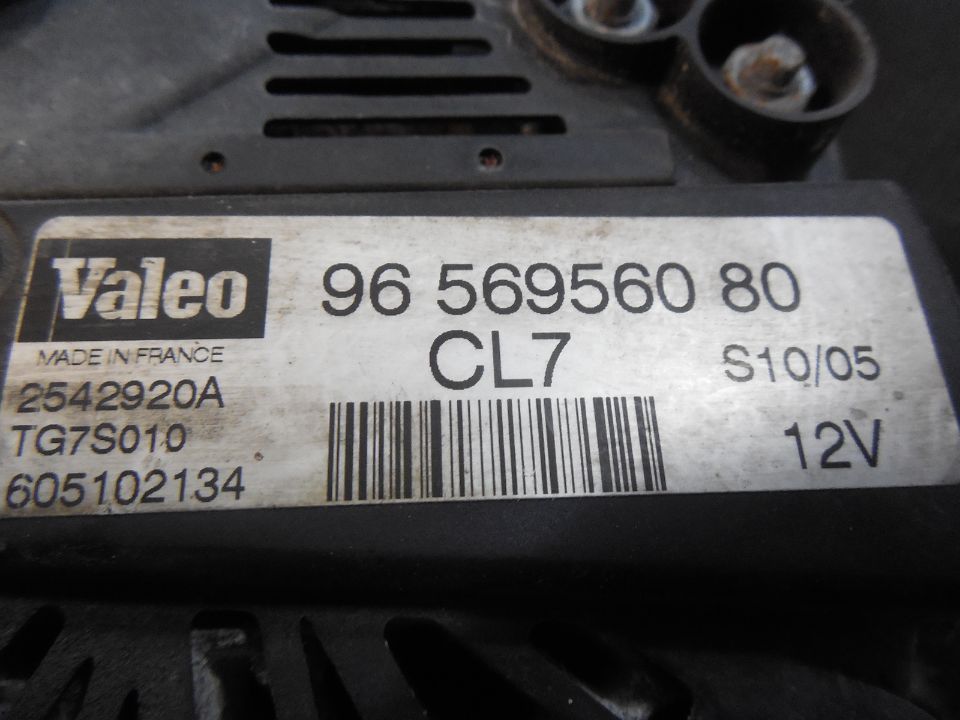 Valeo
MADE IN FRANCE
2542920A
TG7S010
605102134
96 569560 80
CL7
S10/05
12V